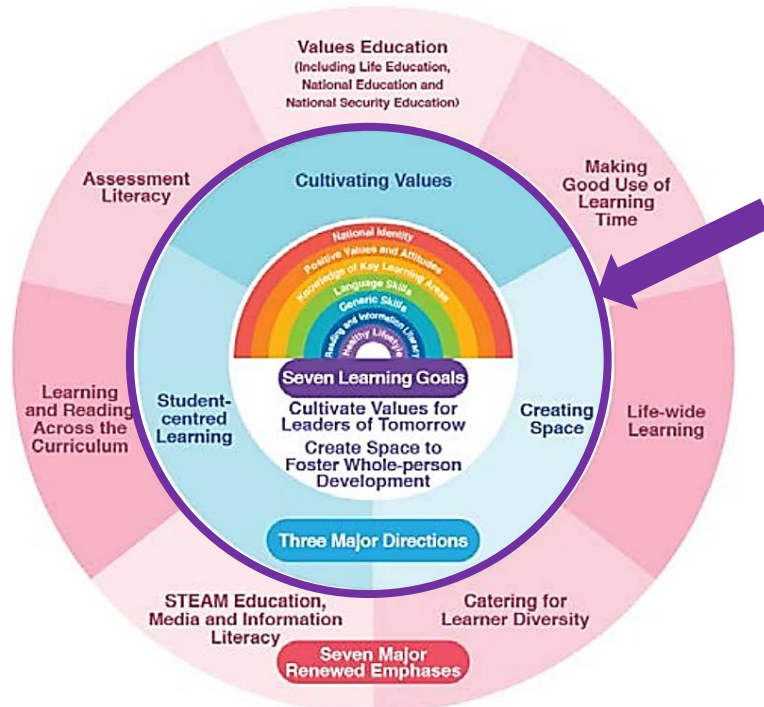 Values Education
(Including Life Education,
National Education and
National Security Education)
Assessment
Literacy
Cultivating Values
Making
Good Use of
Learning
Time
National Identity
Positive Values and Attitudes
Knowledge of Key Learning Areas
Language Skills
Generic Skills
Reading and Information Literacy
Healthy Lifestyle
Seven Learning Goals
Cultivate Values for
Leaders of Tomorrow
Create Space to
Foster Whole-person
Development
Learning
and Reading
Across the
Curriculum
Student-
centred
Learning
Creating
Space
Life-wide
Learning
Three Major Directions
STEAM Education,
Media and Information
Literacy
Catering for
Learner Diversity
Seven Major
Renewed Emphases